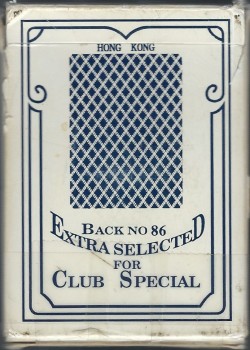 HONG KONG
BACK NO 86
EXTRA SELECTED
FOR
CLUB SPECIAL